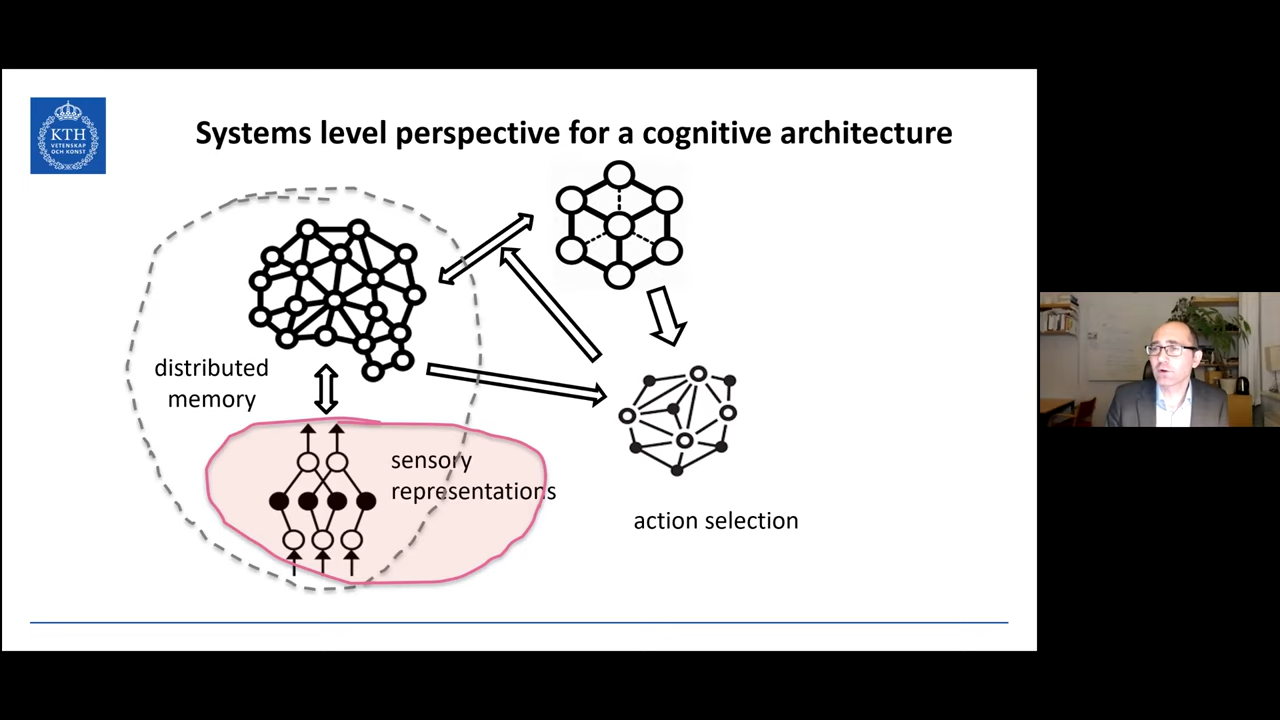 KTH
VETENSKAP
OCH KONST
Systems level perspective for a cognitive architecture
distributed
memory
sensory
representations
action selection